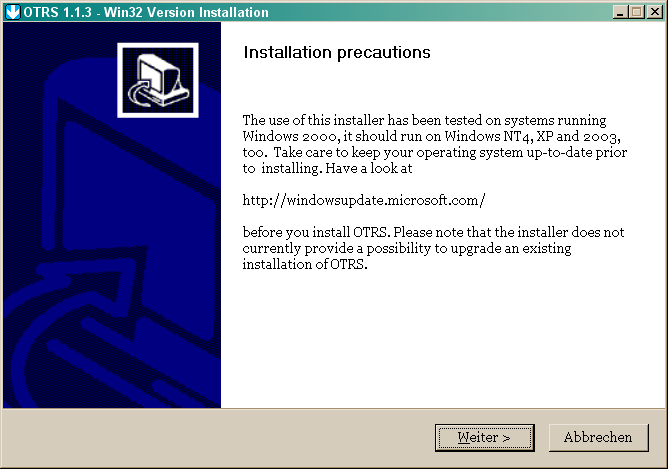 OTRS 1.1.3 - Win32 Version Installation
Installation precautions
The use of this installer has been tested on systems running
Windows 2000, it should run on Windows NT4, XP and 2003,
too. Take care to keep your operating system up-to-date prior
to installing. Have a look at
http://windowsupdate.microsoft.com/
before you install OTRS. Please note that the installer does not
currently provide a possibility to upgrade an existing
installation of OTRS.
Weiter >
Abbrechen